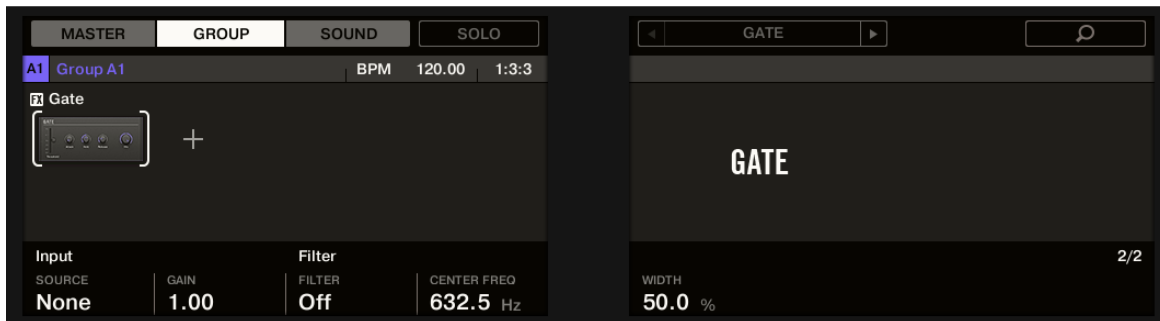 MASTER GROUP SOUND SOLO
A1 Group A1 BPM 120.00 1:3:3
FX Gate
GATE
Input Filter
SOURCE GAIN FILTER CENTER FREQ
None 1.00 Off 632.5 Hz
GATE
GATE
2/2
WIDTH
50.0 %